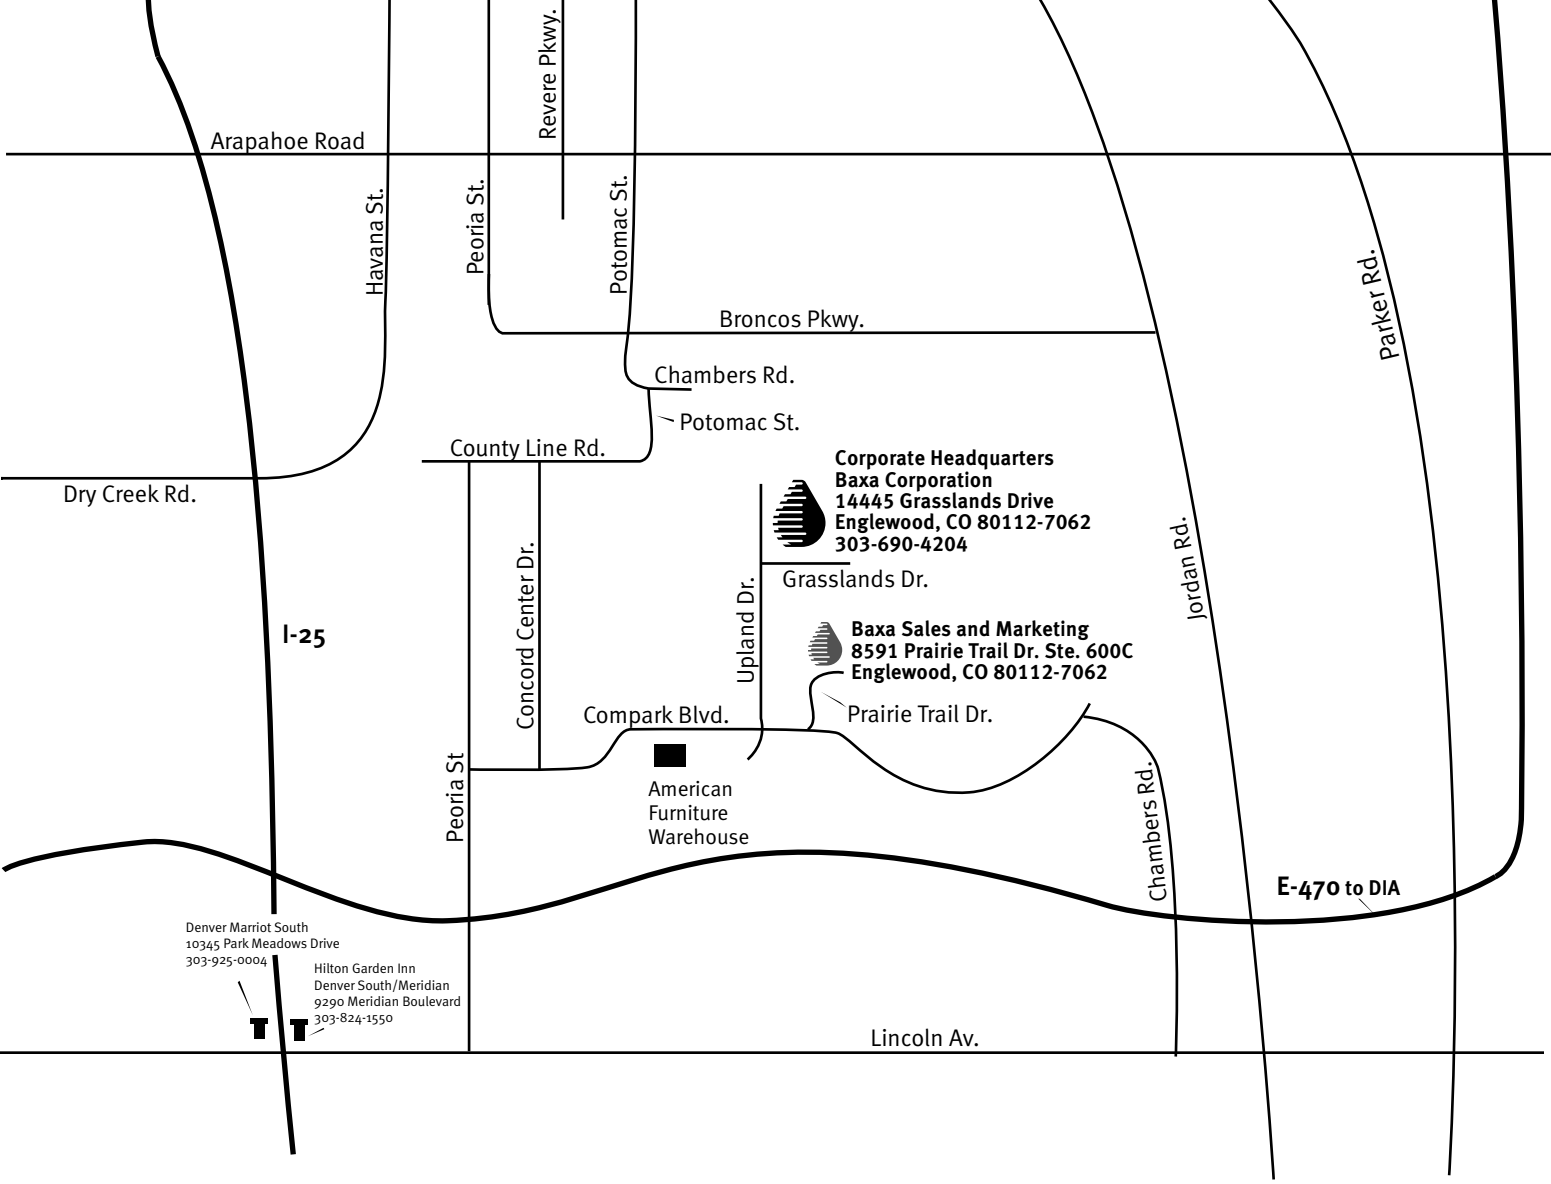 Revere Pkwy.
Arapahoe Road
Havana St.
Peoria St.
Potomac St.
Broncos Pkwy.
Parker Rd.
Chambers Rd.
Potomac St.
County Line Rd.
Dry Creek Rd.
Corporate Headquarters
Baxa Corporation
14445 Grasslands Drive
Englewood, CO 80112-7062
303-690-4204
Grasslands Dr.
Jordan Rd.
Concord Center Dr.
Upland Dr.
I-25
Baxa Sales and Marketing
8591 Prairie Trail Dr. Ste. 600C
Englewood, CO 80112-7062
Prairie Trail Dr.
Compark Blvd.
Peoria St
American
Furniture
Warehouse
Chambers Rd.
E-470 to DIA
Denver Marriot South
10345 Park Meadows Drive
303-925-0004
Hilton Garden Inn
Denver South/Meridian
9290 Meridian Boulevard
303-824-1550
Lincoln Av.